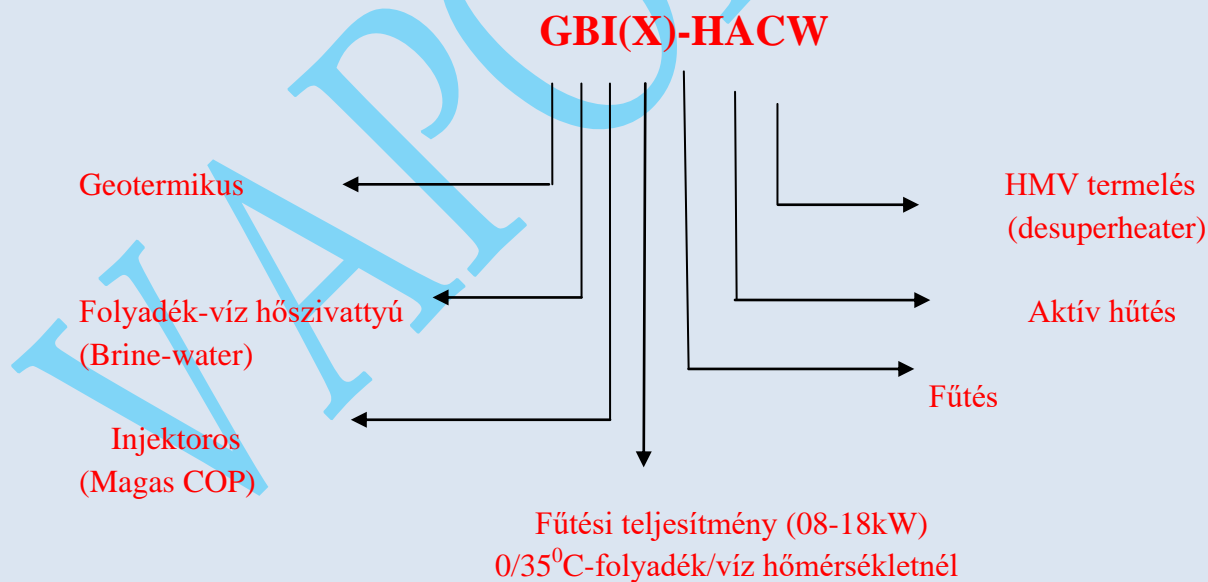 GBI(X)-HACW
Geotermikus
Folyadék-víz hőszivattyú
(Brine-water)
Injektoros
(Magas COP)
Fűtési teljesítmény (08-18kW)
0/35⁰C-folyadék/víz hőmérsékletnél
HMV termelés
(desuperheater)
Aktív hűtés
Fűtés